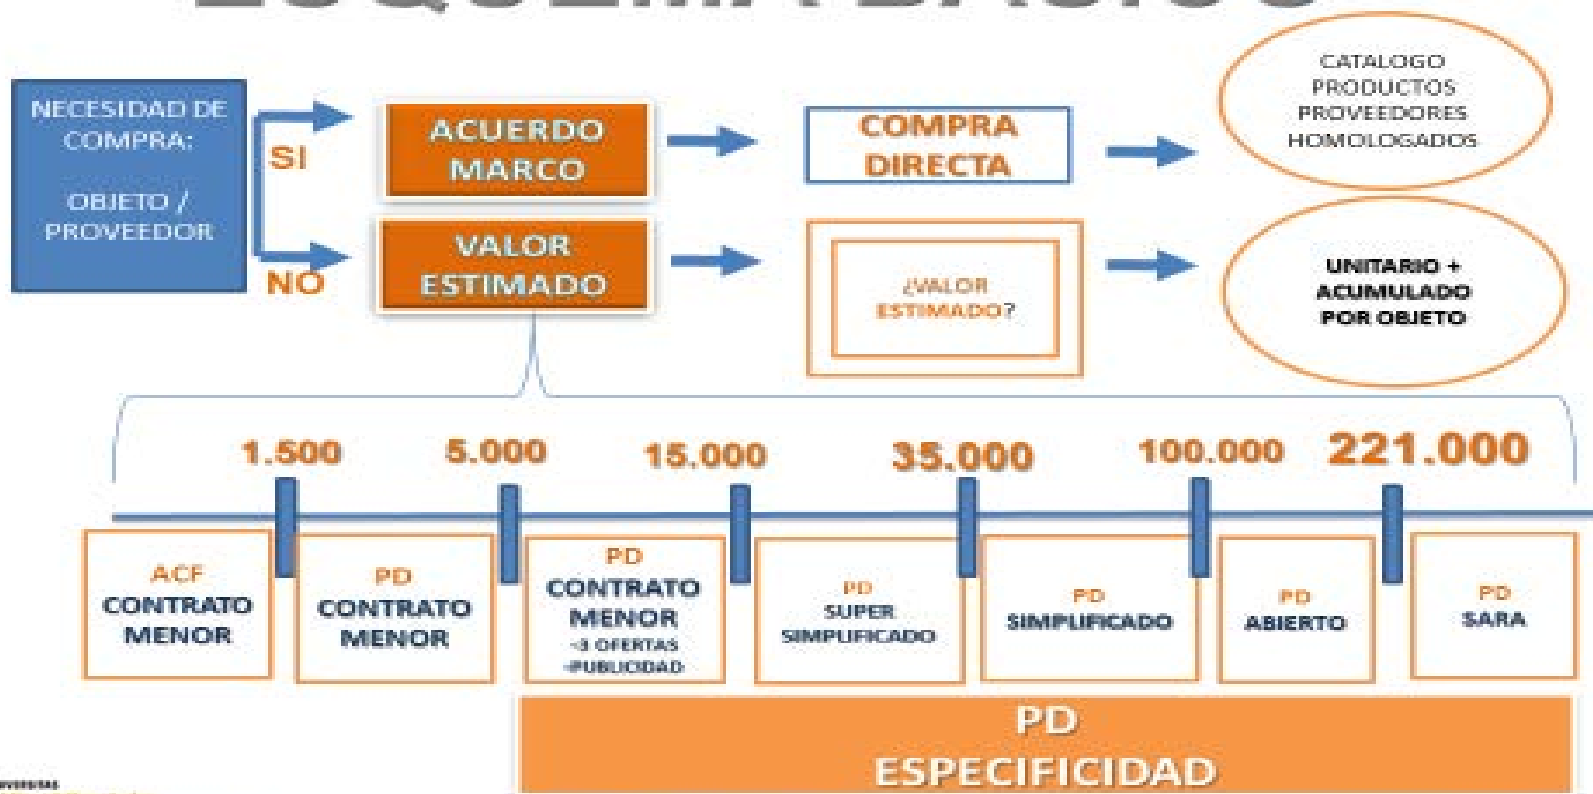 NECESIDAD DE
COMPRA:
OBJETO /
PROVEEDOR
SI
NO
ACUERDO
MARCO
VALOR
ESTIMADO
COMPRA
DIRECTA
¿VALOR
ESTIMADO?
CATALOGO
PRODUCTOS
PROVEEDORES
HOMOLOGADOS
UNITARIO +
ACUMULADO
POR OBJETO
1.500
5.000
15.000
35.000
100.000
221.000
ACF
CONTRATO
MENOR
PD
CONTRATO
MENOR
PD
CONTRATO
MENOR
-3 OFERTAS
-PUBLICIDAD
PD
SUPER
SIMPLIFICADO
PD
SIMPLIFICADO
PD
ABIERTO
PD
SARA
PD
ESPECIFICIDAD